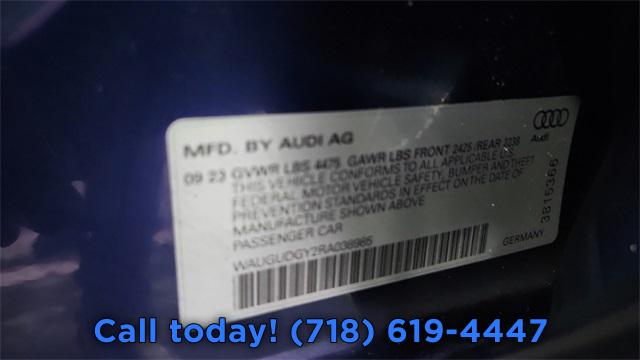 MFD. BY AUDI AG
Audi
09 23 GVWR LBS 4475 GAWR LBS FRONT 2425 /REAR 2238
THIS VEHICLE CONFORMS TO ALL APPLICABLE U.S.
FEDERAL MOTOR VEHICLE SAFETY, BUMPER AND THEFT
PREVENTION STANDARDS IN EFFECT ON THE DATE OF
MANUFACTURE SHOWN ABOVE
PASSENGER CAR
WAUGUDGY2RA038985
GERMANY
3815366
Call today! (718) 619-4447